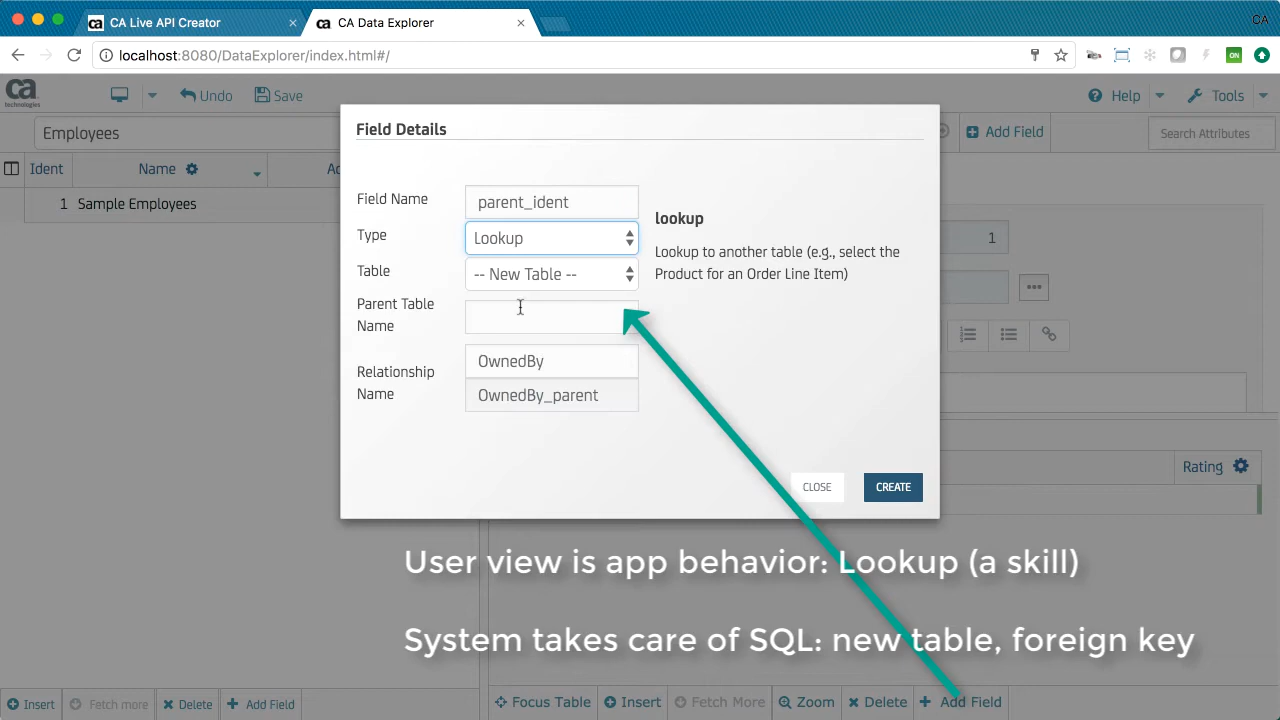 CA Live API Creator
CA Data Explorer
CA
localhost:8080/DataExplorer/index.html#/
ON
ca
technologies
Undo
Save
Help
Tools
Employees
Add Field
Search Attributes
Ident
Name
1 Sample Employees
Field Details
Field Name
parent_ident
Type
Lookup
Table
-- New Table --
Parent Table
Name
Relationship
Name
OwnedBy
OwnedBy_parent
lookup
Lookup to another table (e.g., select the
Product for an Order Line Item)
1
Rating
CLOSE
CREATE
User view is app behavior: Lookup (a skill)
System takes care of SQL: new table, foreign key
Insert
Fetch more
Delete
Add Field
Focus Table
Insert
Fetch More
Zoom
Delete
Add Field